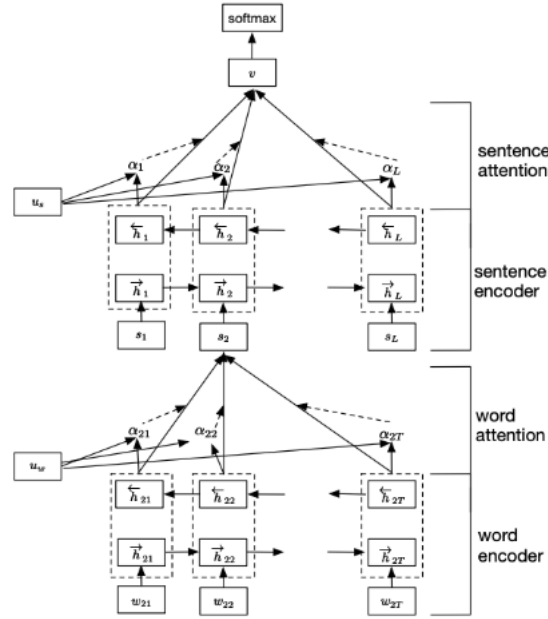 softmax
v
α1 α2 αL
sentence
attention
us
←h1 ←h2 ←hL
sentence
encoder
→h1 →h2 →hL
s1 s2 sL
word
attention
α21 α22 α2T
uw
←h21 ←h22 ←h2T
word
encoder
→h21 →h22 →h2T
w21 w22 w2T